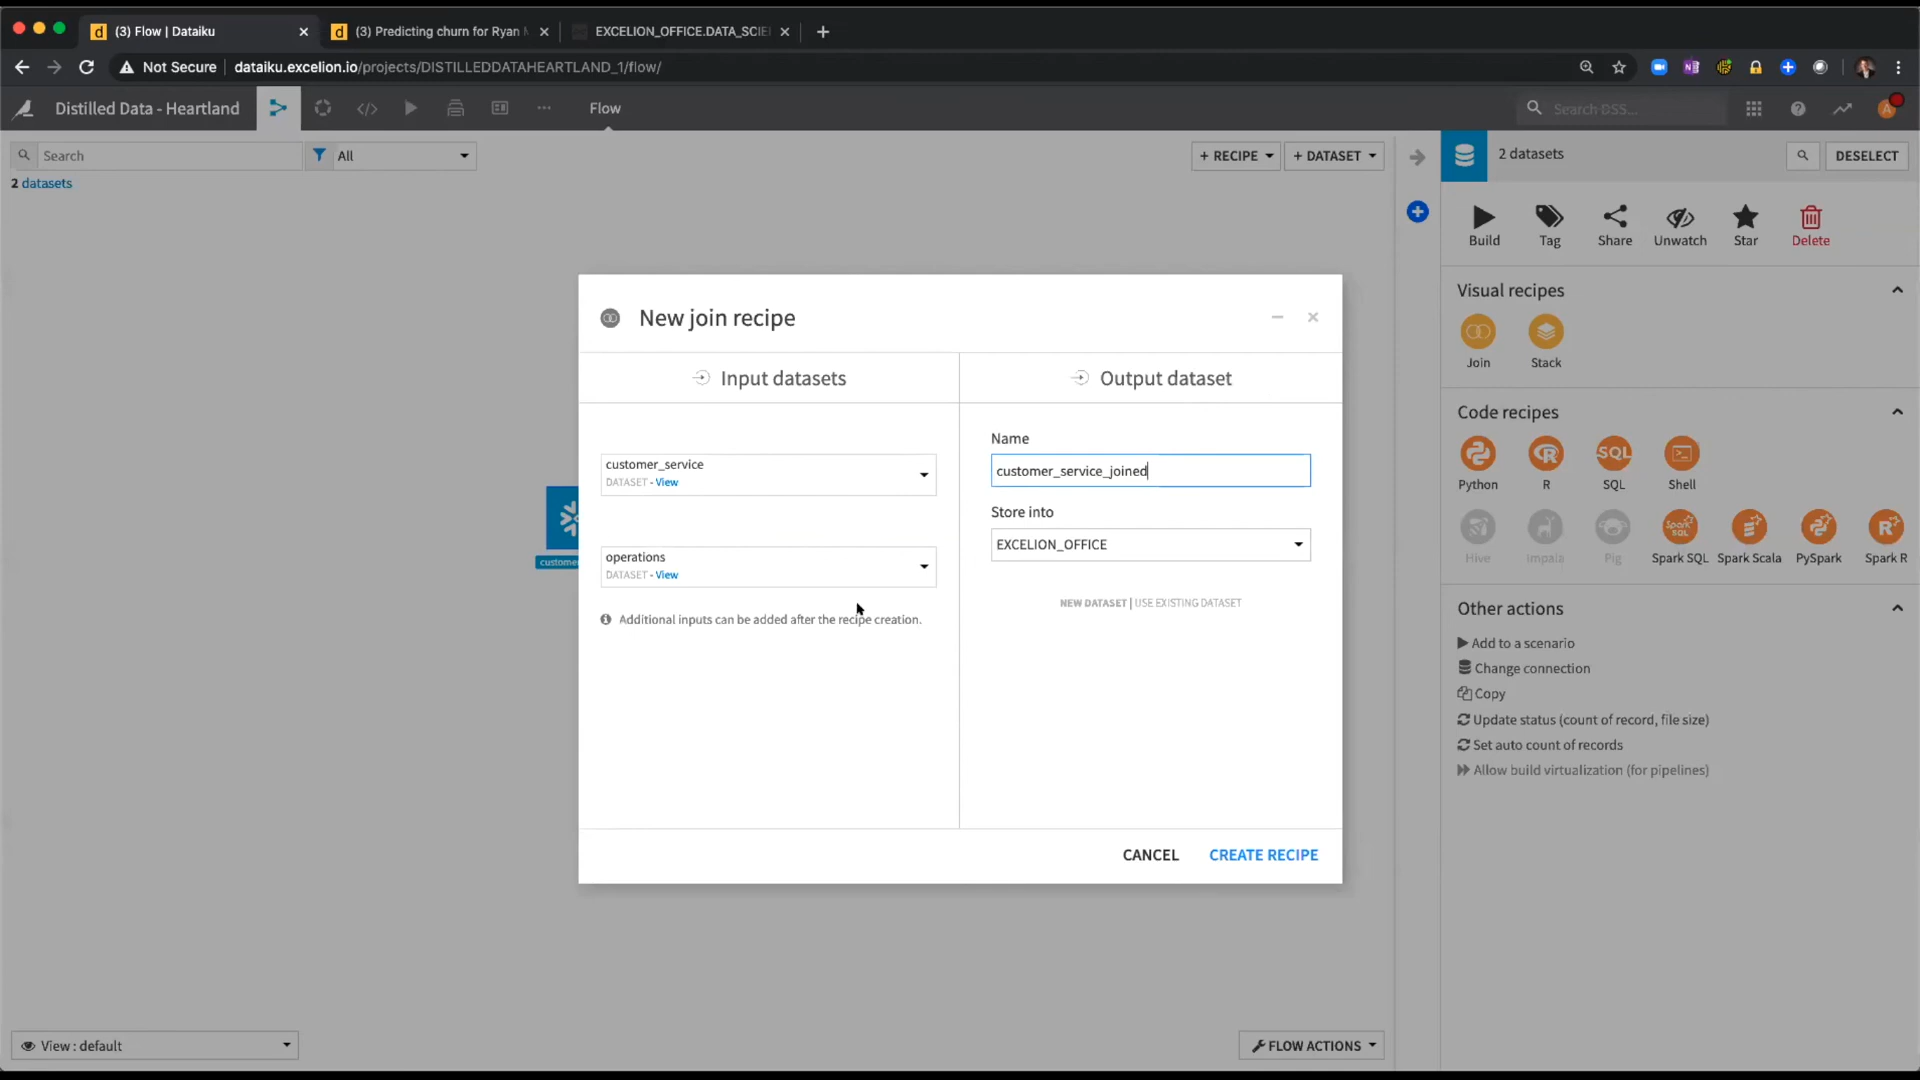 (3) Flow | Dataiku
(3) Predicting churn for Ryan
EXCELION_OFFICE.DATA_SCIE
Not Secure
dataiku.excelion.io/projects/DISTILLEDDATAHEARTLAND_1/flow/
Distilled Data - Heartland
Flow
Search DSS...
Search
All
+ RECIPE
+ DATASET
2 datasets
DESELECT
2 datasets
Build
Tag
Share
Unwatch
Star
Delete
Visual recipes
Join
Stack
Code recipes
Python
R
SQL
Shell
Hive
Impala
Pig
Spark SQL
Spark Scala
PySpark
Spark R
Other actions
Add to a scenario
Change connection
Copy
Update status (count of record, file size)
Set auto count of records
Allow build virtualization (for pipelines)
New join recipe
Input datasets
Output dataset
customer_service
DATASET - View
operations
DATASET - View
Additional inputs can be added after the recipe creation.
Name
customer_service_joined
Store into
EXCELION_OFFICE
NEW DATASET | USE EXISTING DATASET
CANCEL
CREATE RECIPE
custome
View : default
FLOW ACTIONS